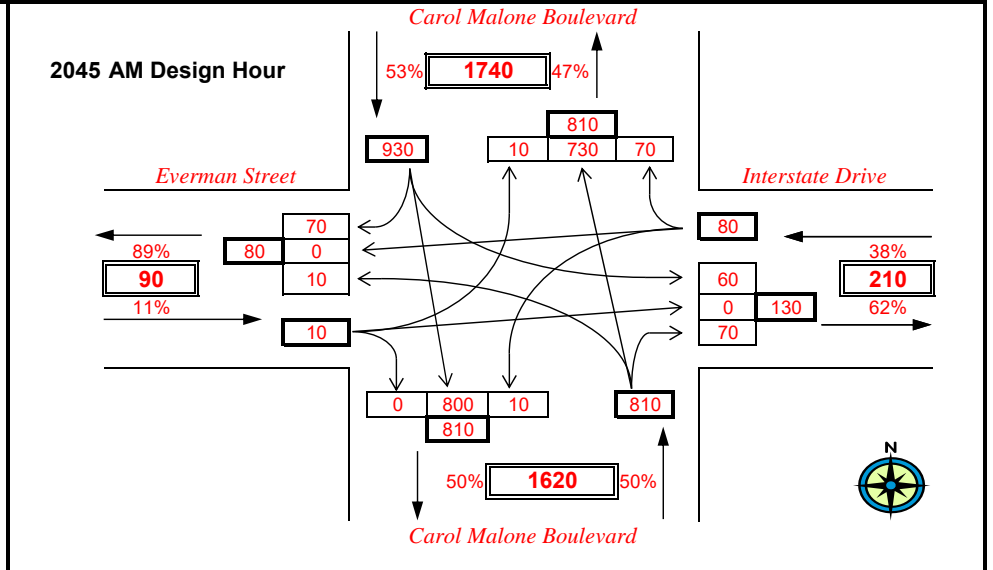 Carol Malone Boulevard
2045 AM Design Hour
53% 1740 47%
810
930
10 730 70
Everman Street
Interstate Drive
70
80
89%
80 0
38%
90
10
60
210
11%
0 130
62%
10
70
0 800 10
810
810
50% 1620 50%
N
Carol Malone Boulevard